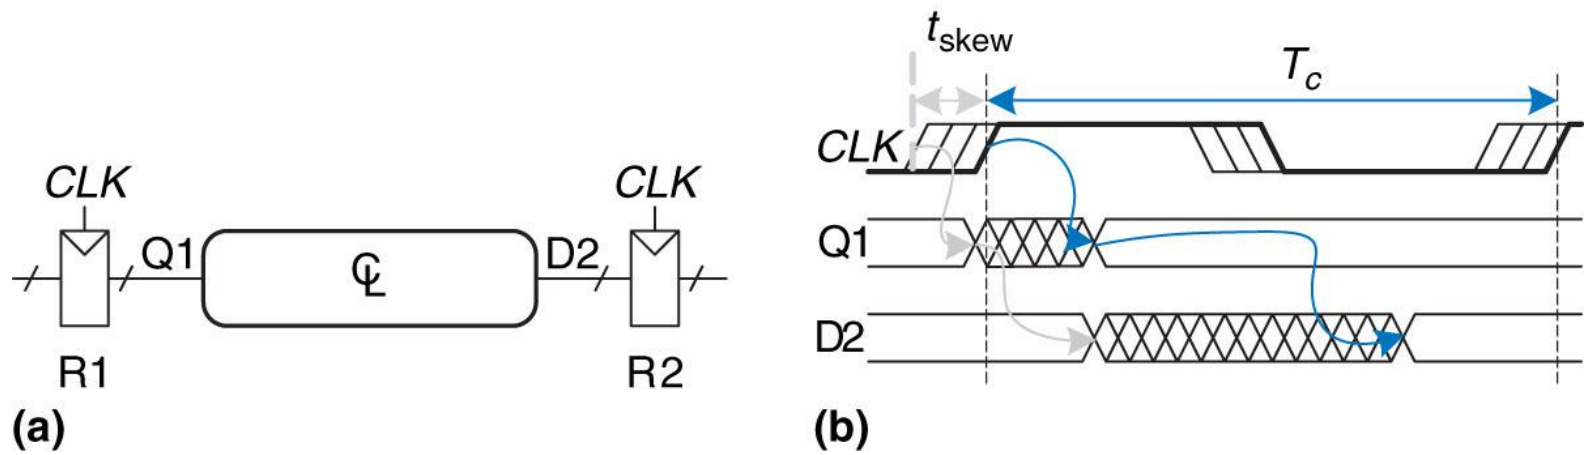 CLK
CLK
Q1
CL
D2
R1
R2
(a)
t_skew
T_c
CLK
Q1
D2
(b)